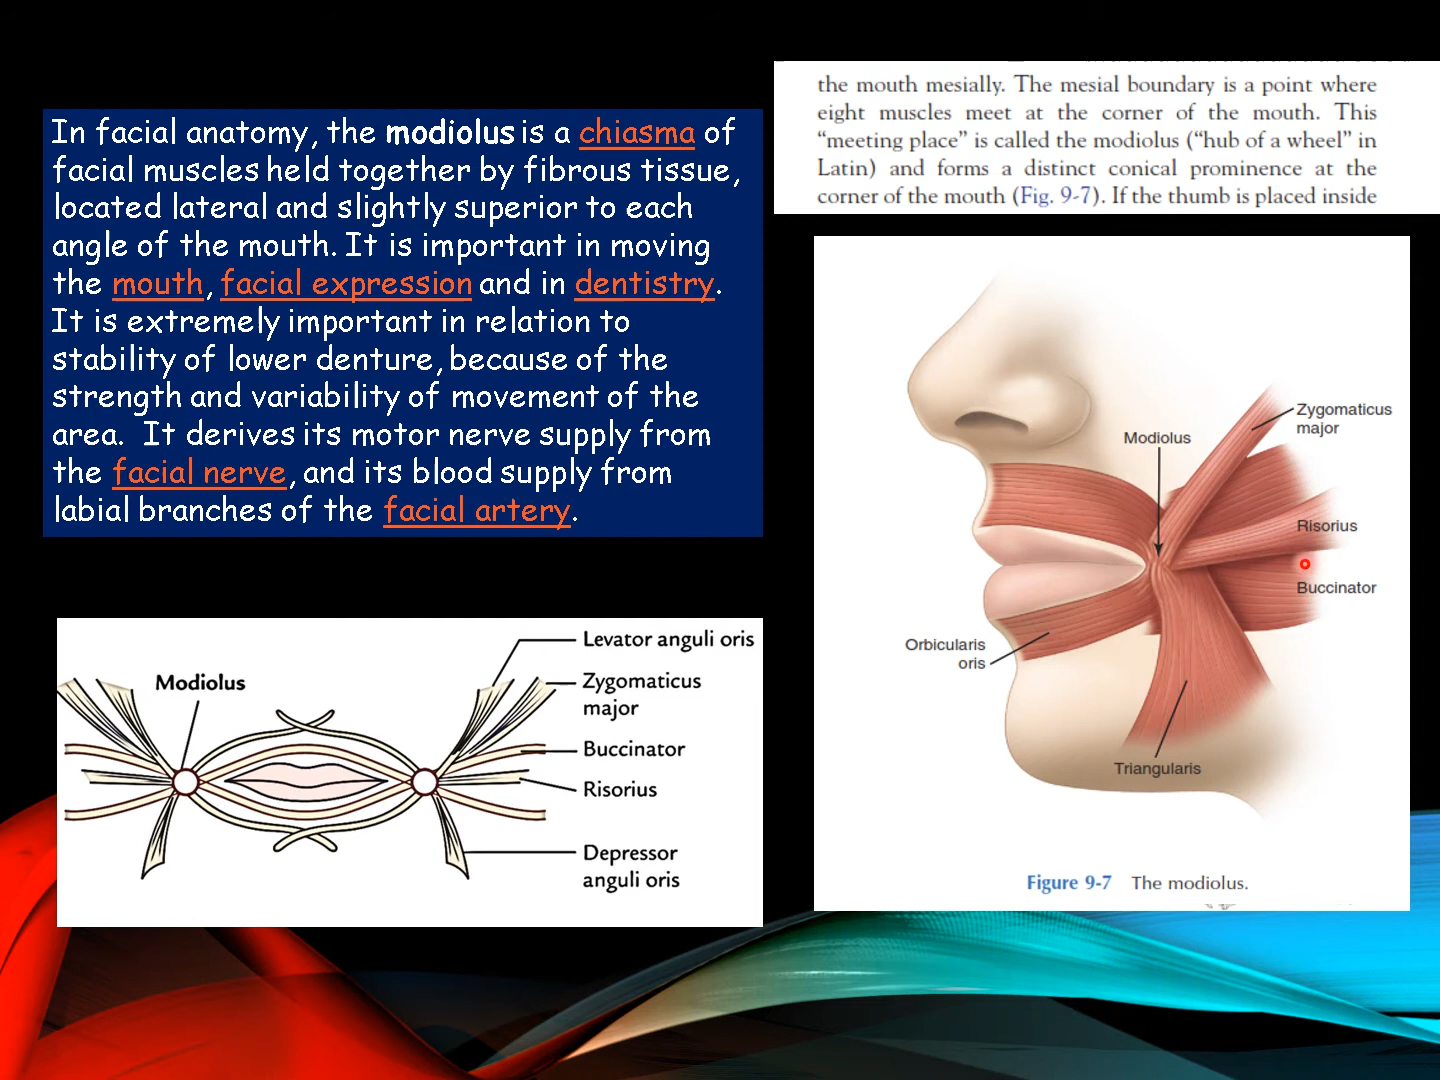 In facial anatomy, the modiolus is a chiasma of
facial muscles held together by fibrous tissue,
located lateral and slightly superior to each
angle of the mouth. It is important in moving
the mouth, facial expression and in dentistry.
It is extremely important in relation to
stability of lower denture, because of the
strength and variability of movement of the
area.  It derives its motor nerve supply from
the facial nerve, and its blood supply from
labial branches of the facial artery.
the mouth mesially. The mesial boundary is a point where
eight muscles meet at the corner of the mouth. This
“meeting place” is called the modiolus (“hub of a wheel” in
Latin) and forms a distinct conical prominence at the
corner of the mouth (Fig. 9-7). If the thumb is placed inside
Modiolus
Levator anguli oris
Zygomaticus
major
Buccinator
Risorius
Depressor
anguli oris
Zygomaticus
major
Modiolus
Risorius
Buccinator
Orbicularis
oris
Triangularis
Figure 9-7 The modiolus.